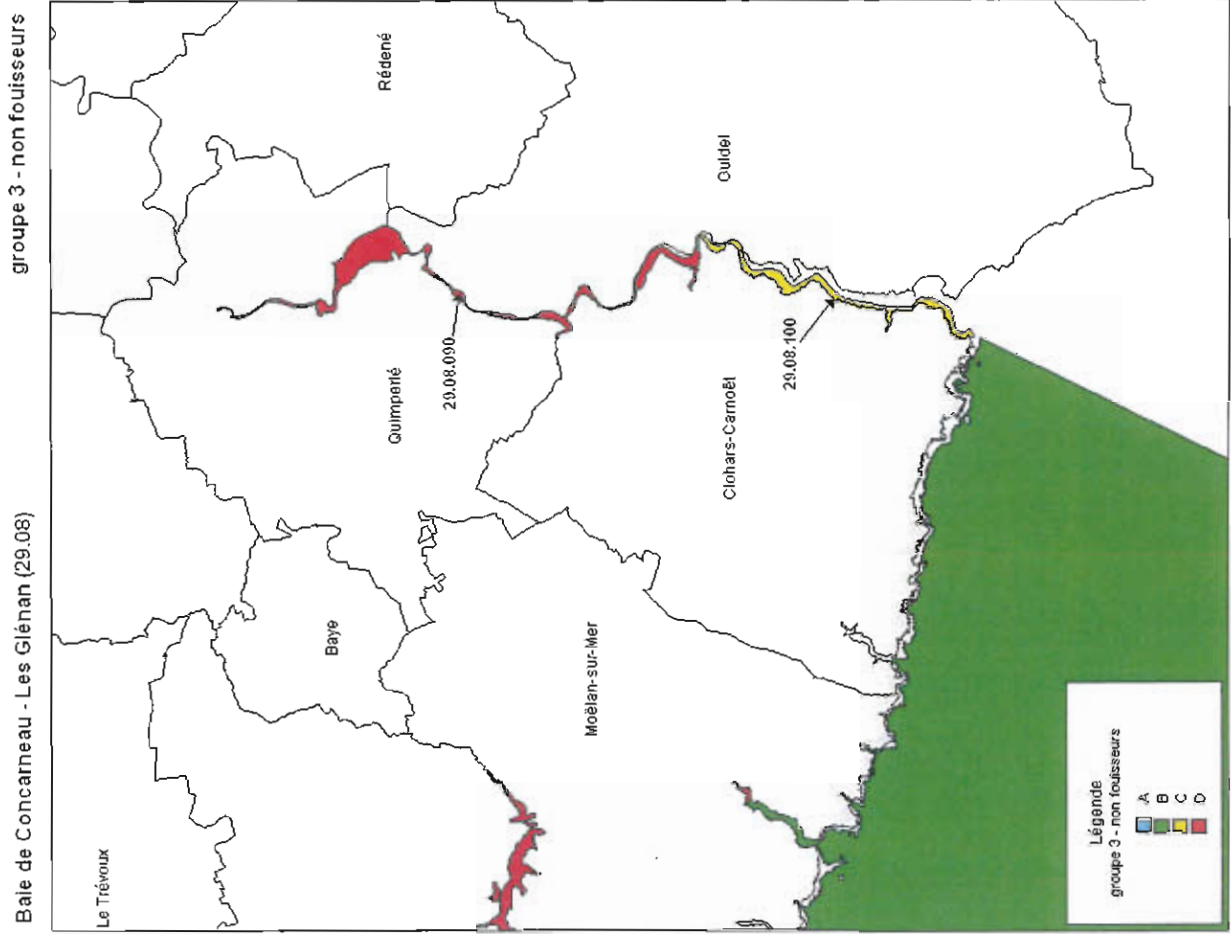 Baie de Concarneau - Les Glénan (29.08)
groupe 3 - non fouisseurs
Le Trévoux
Baye
Quimperlé
Rédené
29.08.090
Moëlan-sur-Mer
Clohars-Carnoët
Guidel
29.08.100
Légende
groupe 3 - non fouisseurs
A
B
C
D